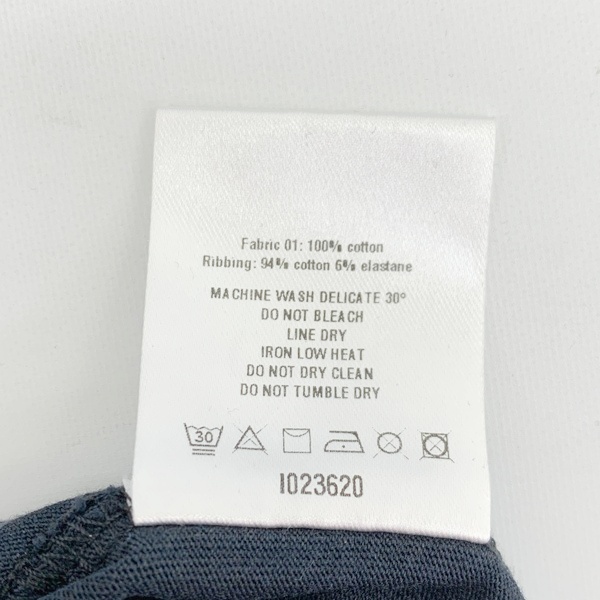 Fabric 01: 100% cotton
Ribbing: 94% cotton 6% elastane
MACHINE WASH DELICATE 30°
DO NOT BLEACH
LINE DRY
IRON LOW HEAT
DO NOT DRY CLEAN
DO NOT TUMBLE DRY
30
I023620